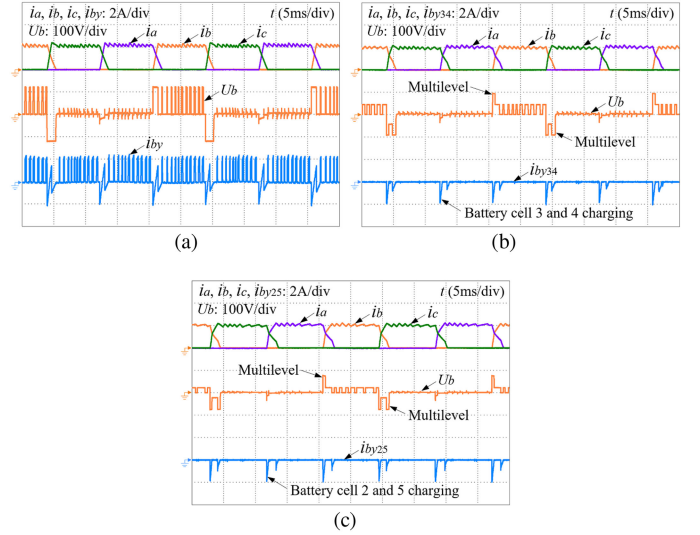 ia, ib, ic, iby: 2A/div t (5ms/div)
Ub: 100V/div
ia ib ic
Ub
iby
(a)
ia, ib, ic, iby34: 2A/div t (5ms/div)
Ub: 100V/div
ia ib ic
Multilevel
Ub
Multilevel
iby34
Battery cell 3 and 4 charging
(b)
ia, ib, ic, iby25: 2A/div t (5ms/div)
Ub: 100V/div
ia ib ic
Multilevel
Ub
Multilevel
iby25
Battery cell 2 and 5 charging
(c)